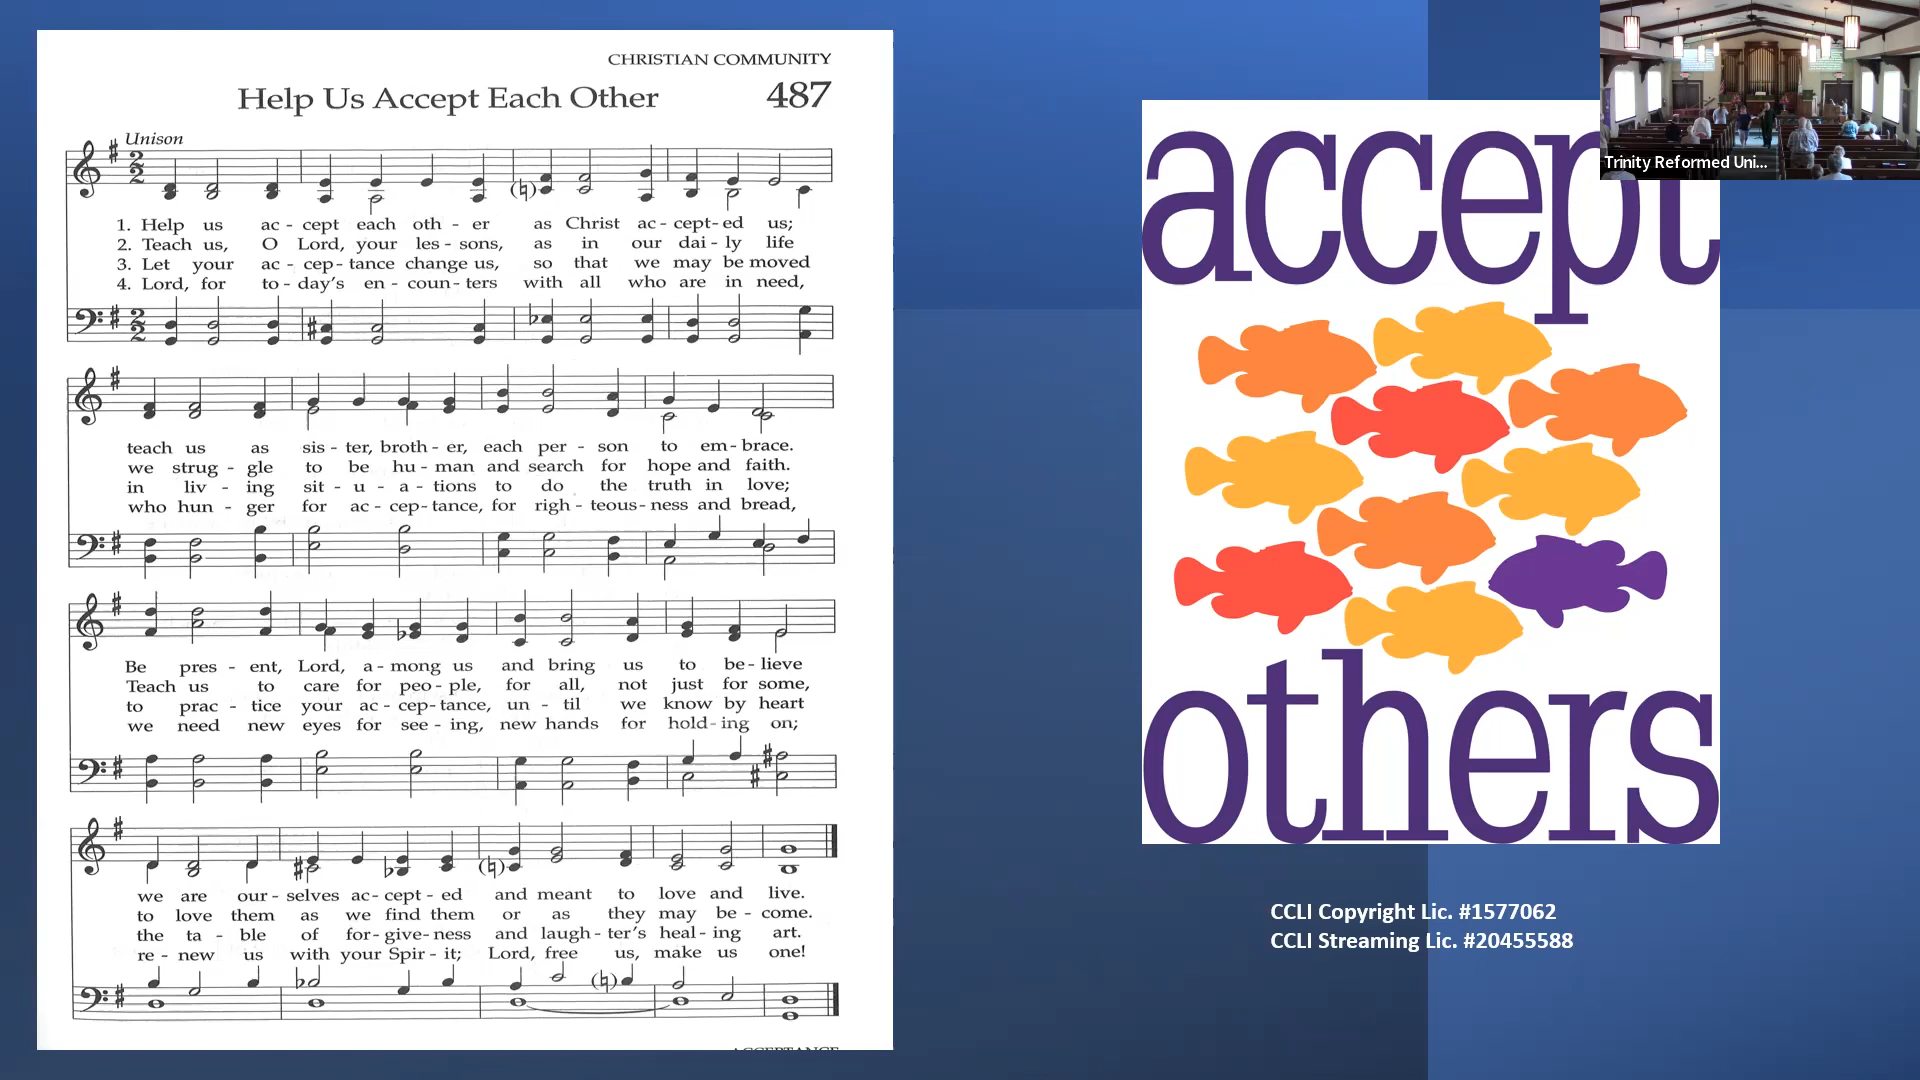 CHRISTIAN COMMUNITY
Help Us Accept Each Other 487
Unison
1. Help us ac - cept each oth - er as Christ ac - cept - ed us;
2. Teach us, O Lord, your les - sons, as in our dai - ly life
3. Let your ac - cep - tance change us, so that we may be moved
4. Lord, for to - day's en - coun - ters with all who are in need,
teach us as sis - ter, broth - er, each per - son to em - brace.
we strug - gle to be hu - man and search for hope and faith.
in liv - ing sit - u - a - tions to do the truth in love;
who hun - ger for ac - cep - tance, for righ - teous - ness and bread,
Be pres - ent, Lord, a - mong us and bring us to be - lieve
Teach us to care for peo - ple, for all, not just for some,
to prac - tice your ac - cep - tance, un - til we know by heart
we need new eyes for see - ing, new hands for hold - ing on;
we are our - selves ac - cept - ed and meant to love and live.
to love them as we find them or as they may be - come.
the ta - ble of for - give - ness and laugh - ter's heal - ing art.
re - new us with your Spir - it; Lord, free us, make us one!
accept
others
CCLI Copyright Lic. #1577062
CCLI Streaming Lic. #20455588
Trinity Reformed Uni...